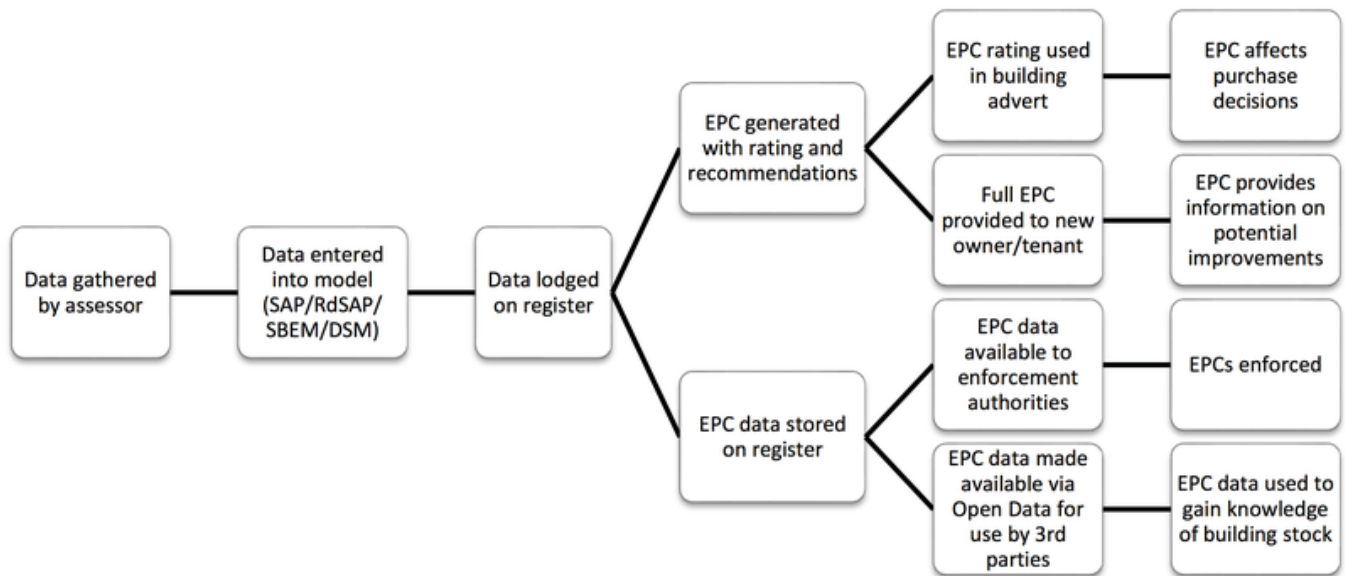 Data gathered
by assessor
Data entered
into model
(SAP/RdSAP/
SBEM/DSM)
Data lodged
on register
EPC generated
with rating and
recommendations
EPC rating used
in building
advert
EPC affects
purchase
decisions
Full EPC
provided to new
owner/tenant
EPC provides
information on
potential
improvements
EPC data stored
on register
EPC data
available to
enforcement
authorities
EPCs enforced
EPC data made
available via
Open Data for
use by 3rd
parties
EPC data used to
gain knowledge
of building stock